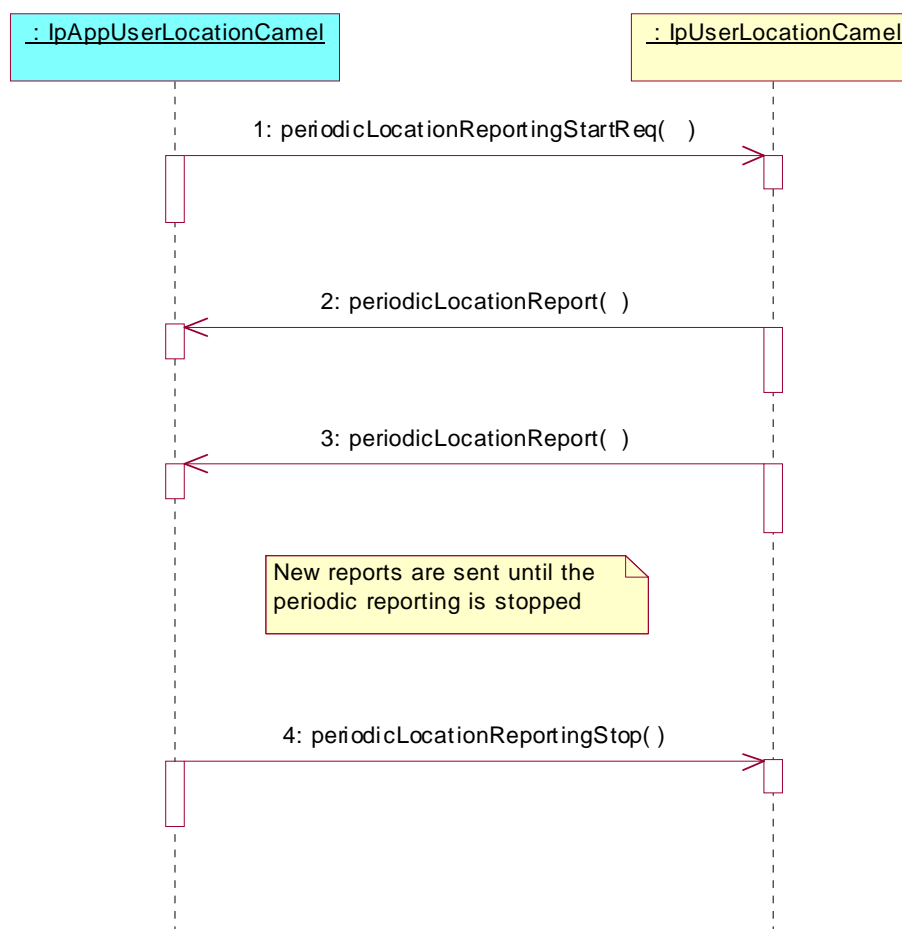 : IpAppUserLocationCamel
: IpUserLocationCamel
1: periodicLocationReportingStartReq( )
2: periodicLocationReport( )
3: periodicLocationReport( )
New reports are sent until the
periodic reporting is stopped
4: periodicLocationReportingStop( )